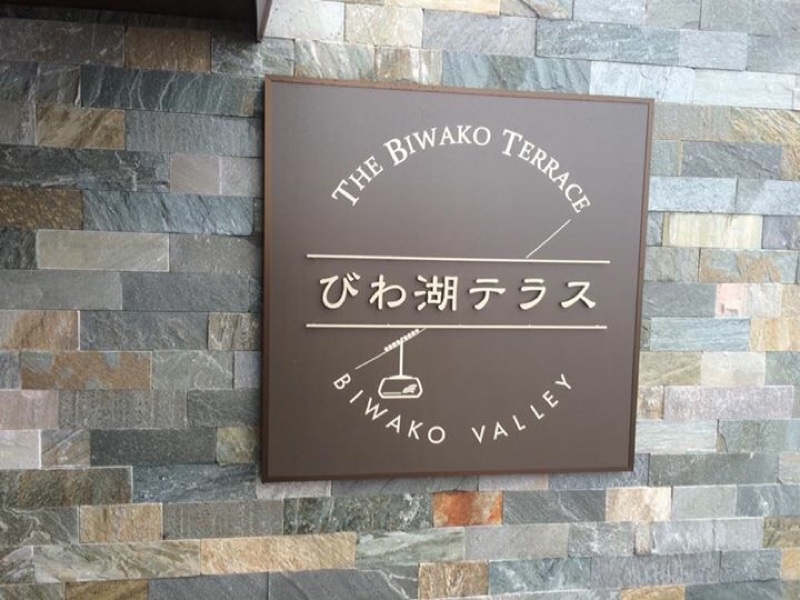 THE BIWAKO TERRACE
びわ湖テラス
BIWAKO VALLEY